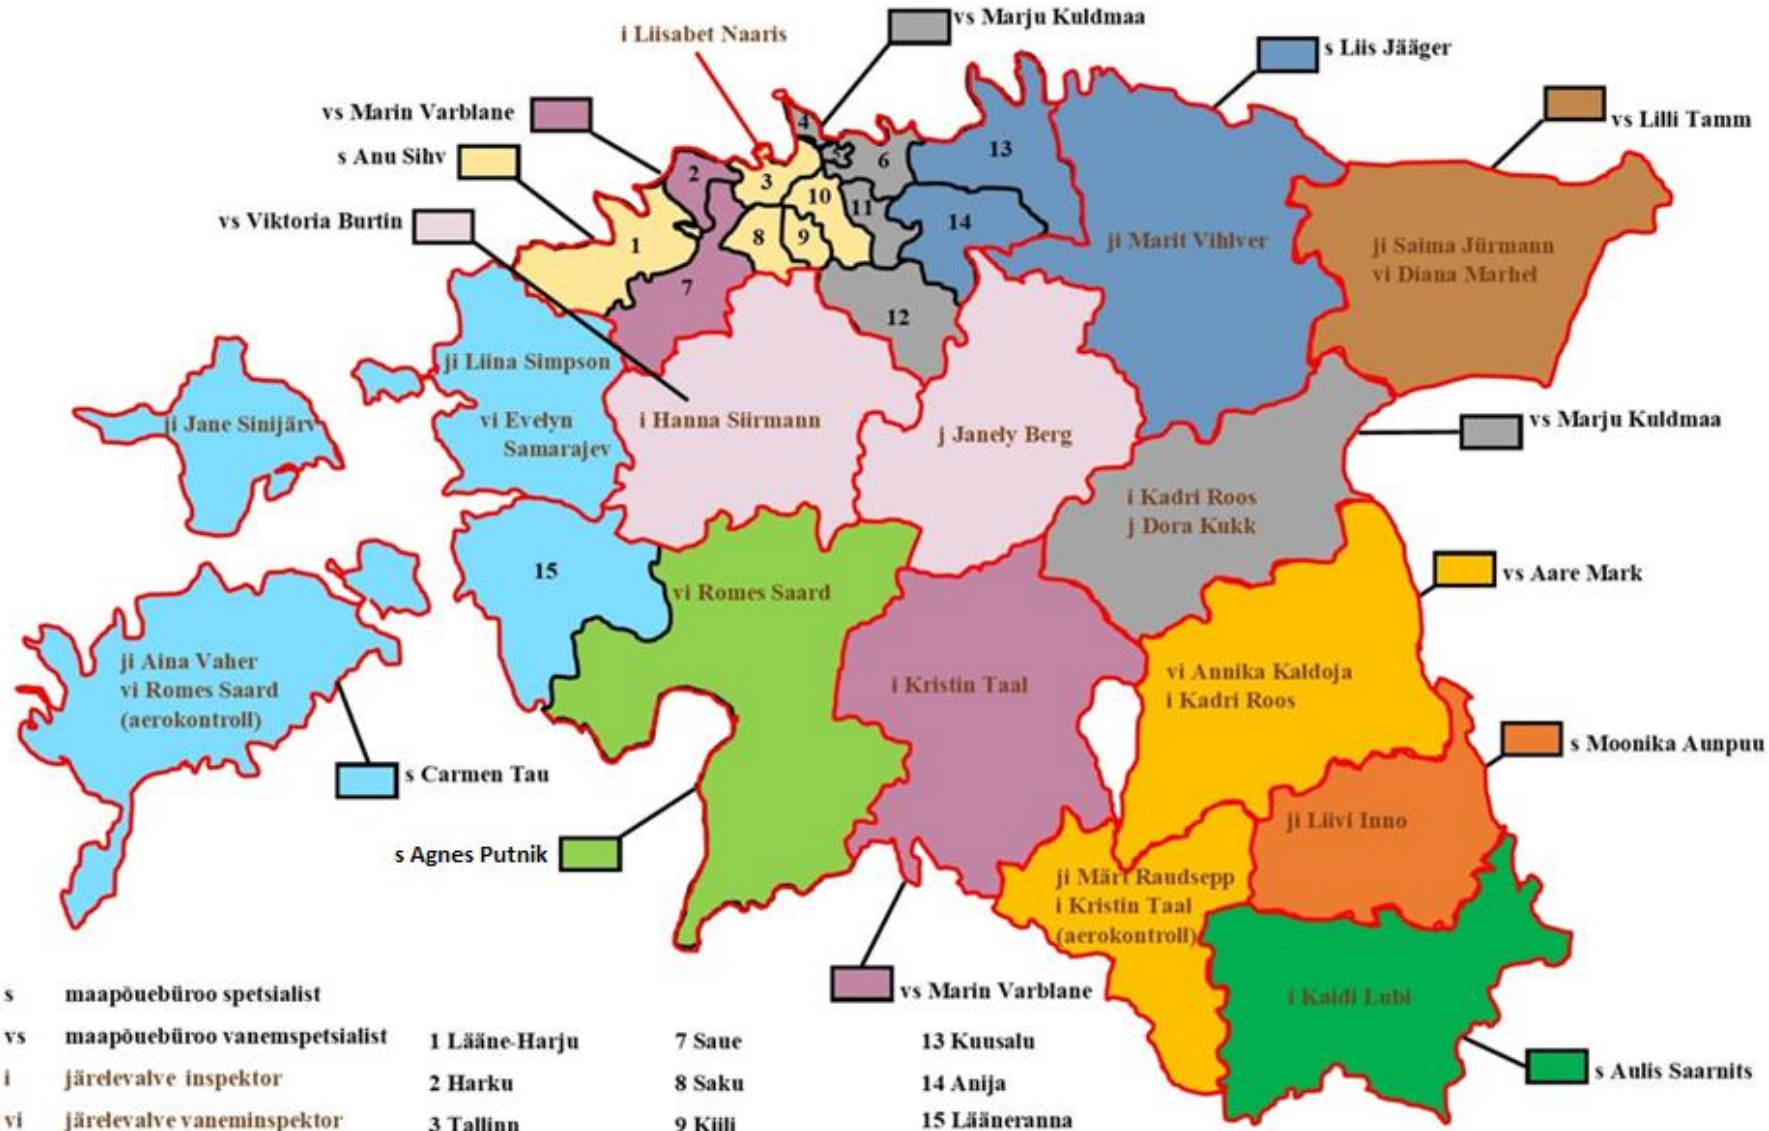 vs Marju Kuldmaa
i Liisabet Naaris
s Liis Jääger
vs Marin Varblane
vs Lilli Tamm
s Anu Sihv
vs Viktoria Burtin
4
5
6
13
2
3
10
11
14
1
8
9
7
12
ji Marit Vihlver
ji Saima Jürmann
vi Diana Marhel
ji Liina Simpson
vi Evelyn
Samarajev
ji Jane Sinijärv
i Hanna Siirmann
j Janely Berg
vs Marju Kuldmaa
i Kadri Roos
j Dora Kukk
15
vi Romes Saard
vs Aare Mark
ji Aina Vaher
vi Romes Saard
(aerokontroll)
i Kristin Taal
vi Annika Kaldoja
i Kadri Roos
s Moonika Aunpuu
s Carmen Tau
ji Liivi Inno
s Agnes Putnik
ji Märt Raudsepp
i Kristin Taal
(aerokontroll)
vs Marin Varblane
i Kaidi Lubi
s Aulis Saarnits
s maapõuebüroo spetsialist
vs maapõuebüroo vanemspetsialist
i järelevalve inspektor
vi järelevalve vaneminspektor
1 Lääne-Harju
2 Harku
3 Tallinn
7 Saue
8 Saku
9 Kiili
13 Kuusalu
14 Anija
15 Lääneranna